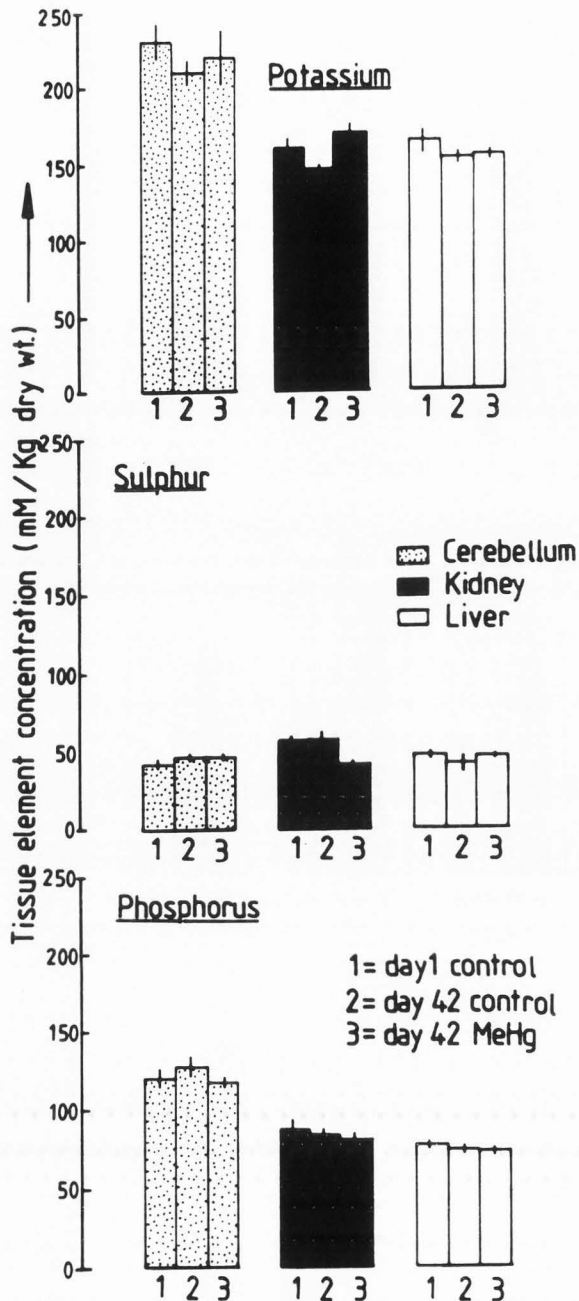 Tissue element concentration (mM/Kg dry wt.)
Potassium
250
200
150
100
50
0
1 2 3
1 2 3
1 2 3
Sulphur
250
200
150
100
50
0
Cerebellum
Kidney
Liver
1 2 3
1 2 3
1 2 3
Phosphorus
250
200
150
100
50
0
1= day1 control
2= day 42 control
3= day 42 MeHg
1 2 3
1 2 3
1 2 3